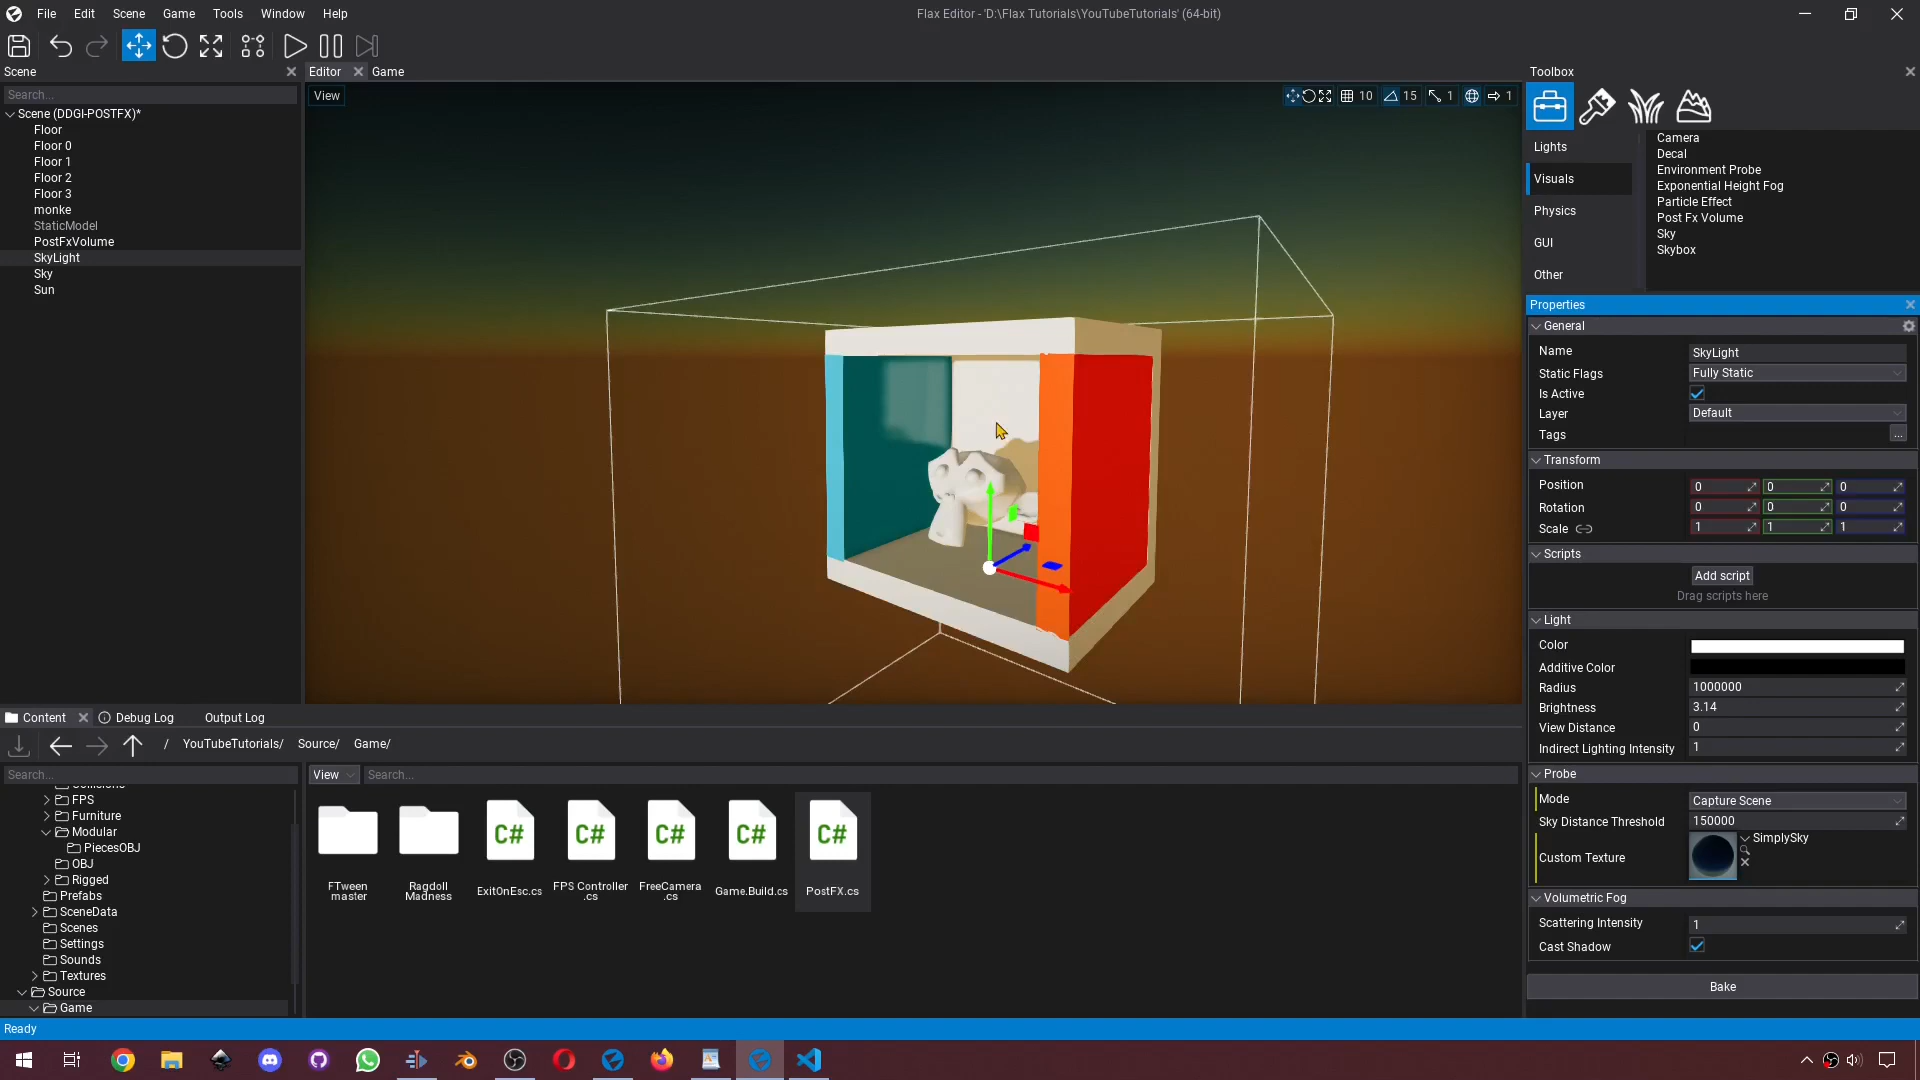 File Edit Scene Game Tools Window Help
Flax Editor - 'D:\Flax Tutorials\YouTubeTutorials' (64-bit)
Scene
Search...
Scene (DDGI-POSTFX)*
Floor
Floor 0
Floor 1
Floor 2
Floor 3
monke
StaticModel
PostFxVolume
SkyLight
Sky
Sun
Editor
Game
View
10
15
1
1
Toolbox
Lights
Visuals
Physics
GUI
Other
Camera
Decal
Environment Probe
Exponential Height Fog
Particle Effect
Post Fx Volume
Sky
Skybox
Properties
General
Name SkyLight
Static Flags Fully Static
Is Active
Layer Default
Tags ...
Transform
Position 0 0 0
Rotation 0 0 0
Scale 1 1 1
Scripts
Add script
Drag scripts here
Light
Color
Additive Color
Radius 1000000
Brightness 3.14
View Distance 0
Indirect Lighting Intensity 1
Probe
Mode Capture Scene
Sky Distance Threshold 150000
Custom Texture SimplySky
Volumetric Fog
Scattering Intensity 1
Cast Shadow
Bake
Content Debug Log Output Log
/ YouTubeTutorials/ Source/ Game/
Search...
Collisions
FPS
Furniture
Modular
PiecesOBJ
OBJ
Rigged
Prefabs
SceneData
Scenes
Settings
Sounds
Textures
Source
Game
View
Search...
C# C# C# C# C#
FTween master
Ragdoll Madness
ExitOnEsc.cs
FPS Controller.cs
FreeCamera.cs
Game.Build.cs
PostFX.cs
Ready